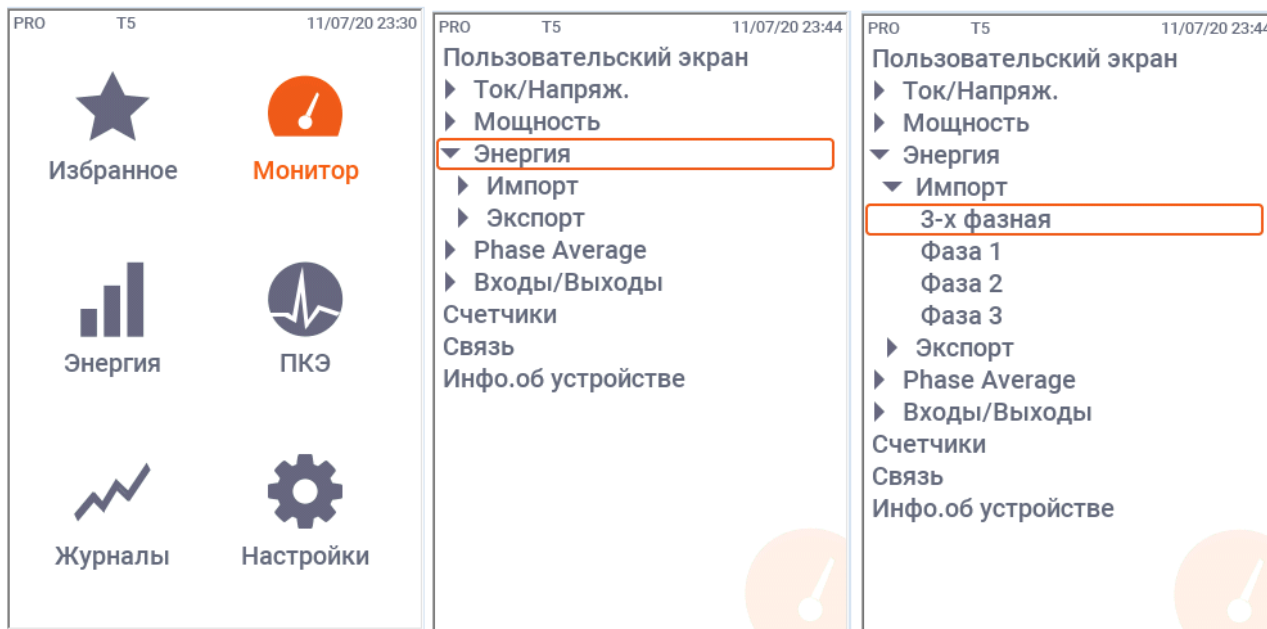 PRO T5 11/07/20 23:30
Избранное Монитор
Энергия ПКЭ
Журналы Настройки
PRO T5 11/07/20 23:44
Пользовательский экран
Ток/Напряж.
Мощность
Энергия
Импорт
Экспорт
Phase Average
Входы/Выходы
Счетчики
Связь
Инфо.об устройстве
PRO T5 11/07/20 23:44
Пользовательский экран
Ток/Напряж.
Мощность
Энергия
Импорт
3-х фазная
Фаза 1
Фаза 2
Фаза 3
Экспорт
Phase Average
Входы/Выходы
Счетчики
Связь
Инфо.об устройстве